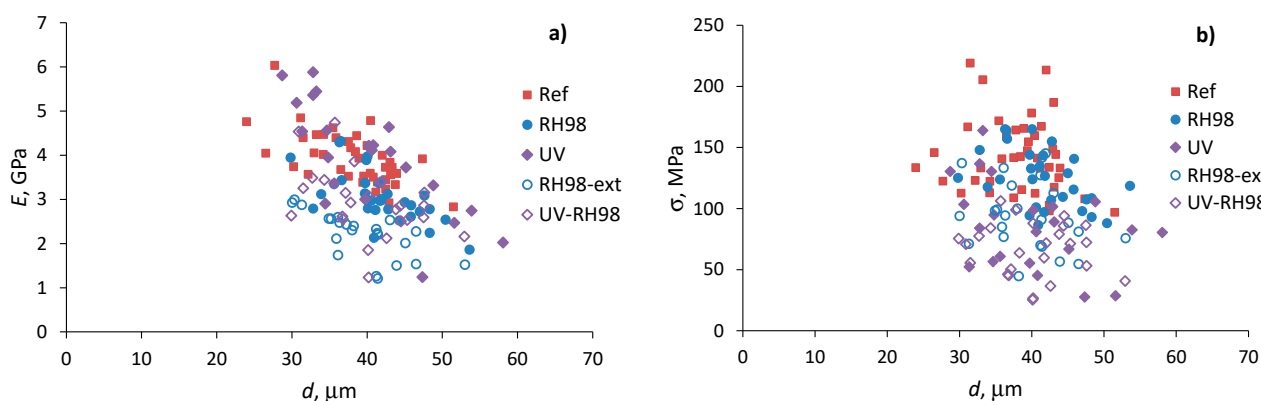 a)
7
6
5
4
3
2
1
0
E, GPa
0 10 20 30 40 50 60 70
d, μm
Ref
RH98
UV
RH98-ext
UV-RH98
b)
250
200
150
100
50
0
σ, MPa
0 10 20 30 40 50 60 70
d, μm
Ref
RH98
UV
RH98-ex
UV-RH98